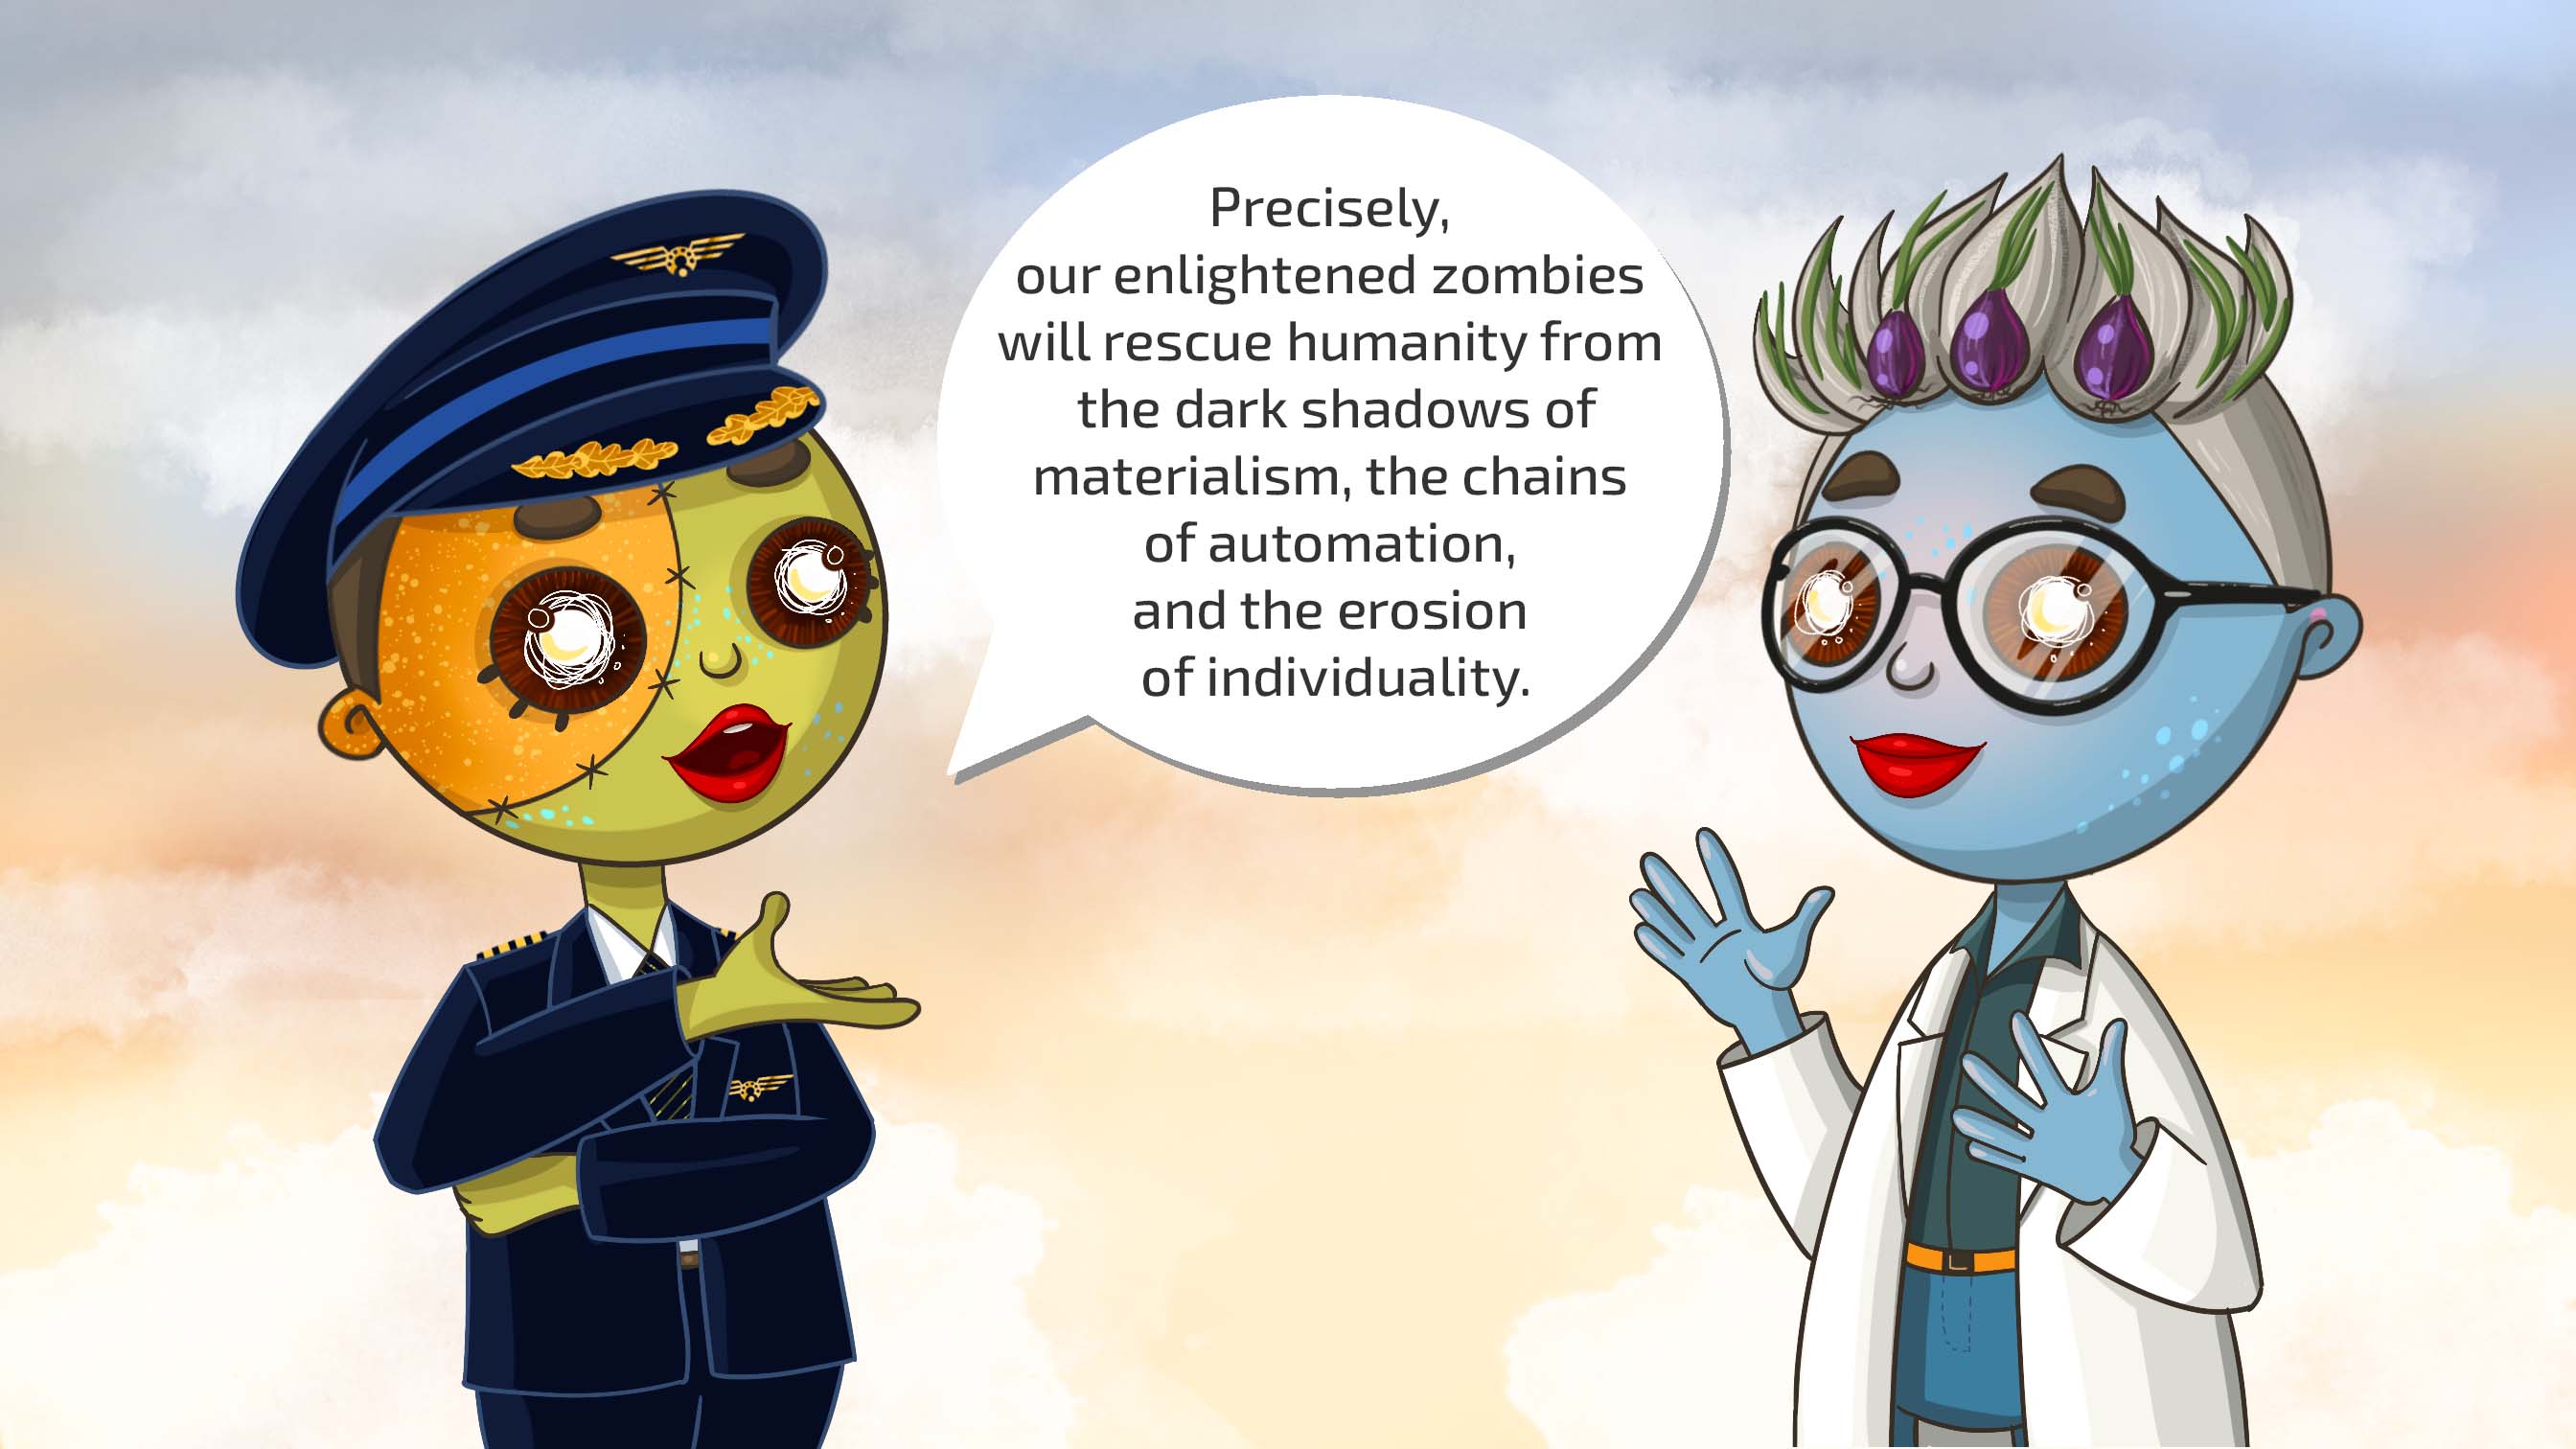 Precisely,
our enlightened zombies
will rescue humanity from
the dark shadows of
materialism, the chains
of automation,
and the erosion
of individuality.